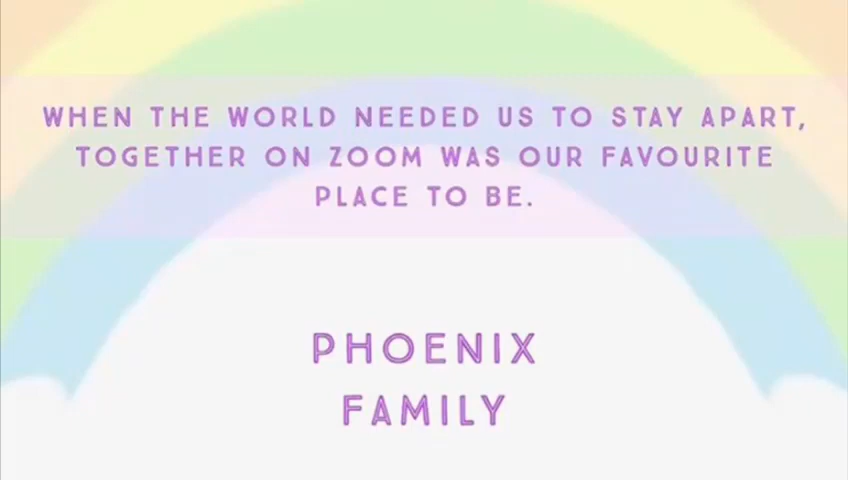 WHEN THE WORLD NEEDED US TO STAY APART,
TOGETHER ON ZOOM WAS OUR FAVOURITE
PLACE TO BE.
PHOENIX
FAMILY